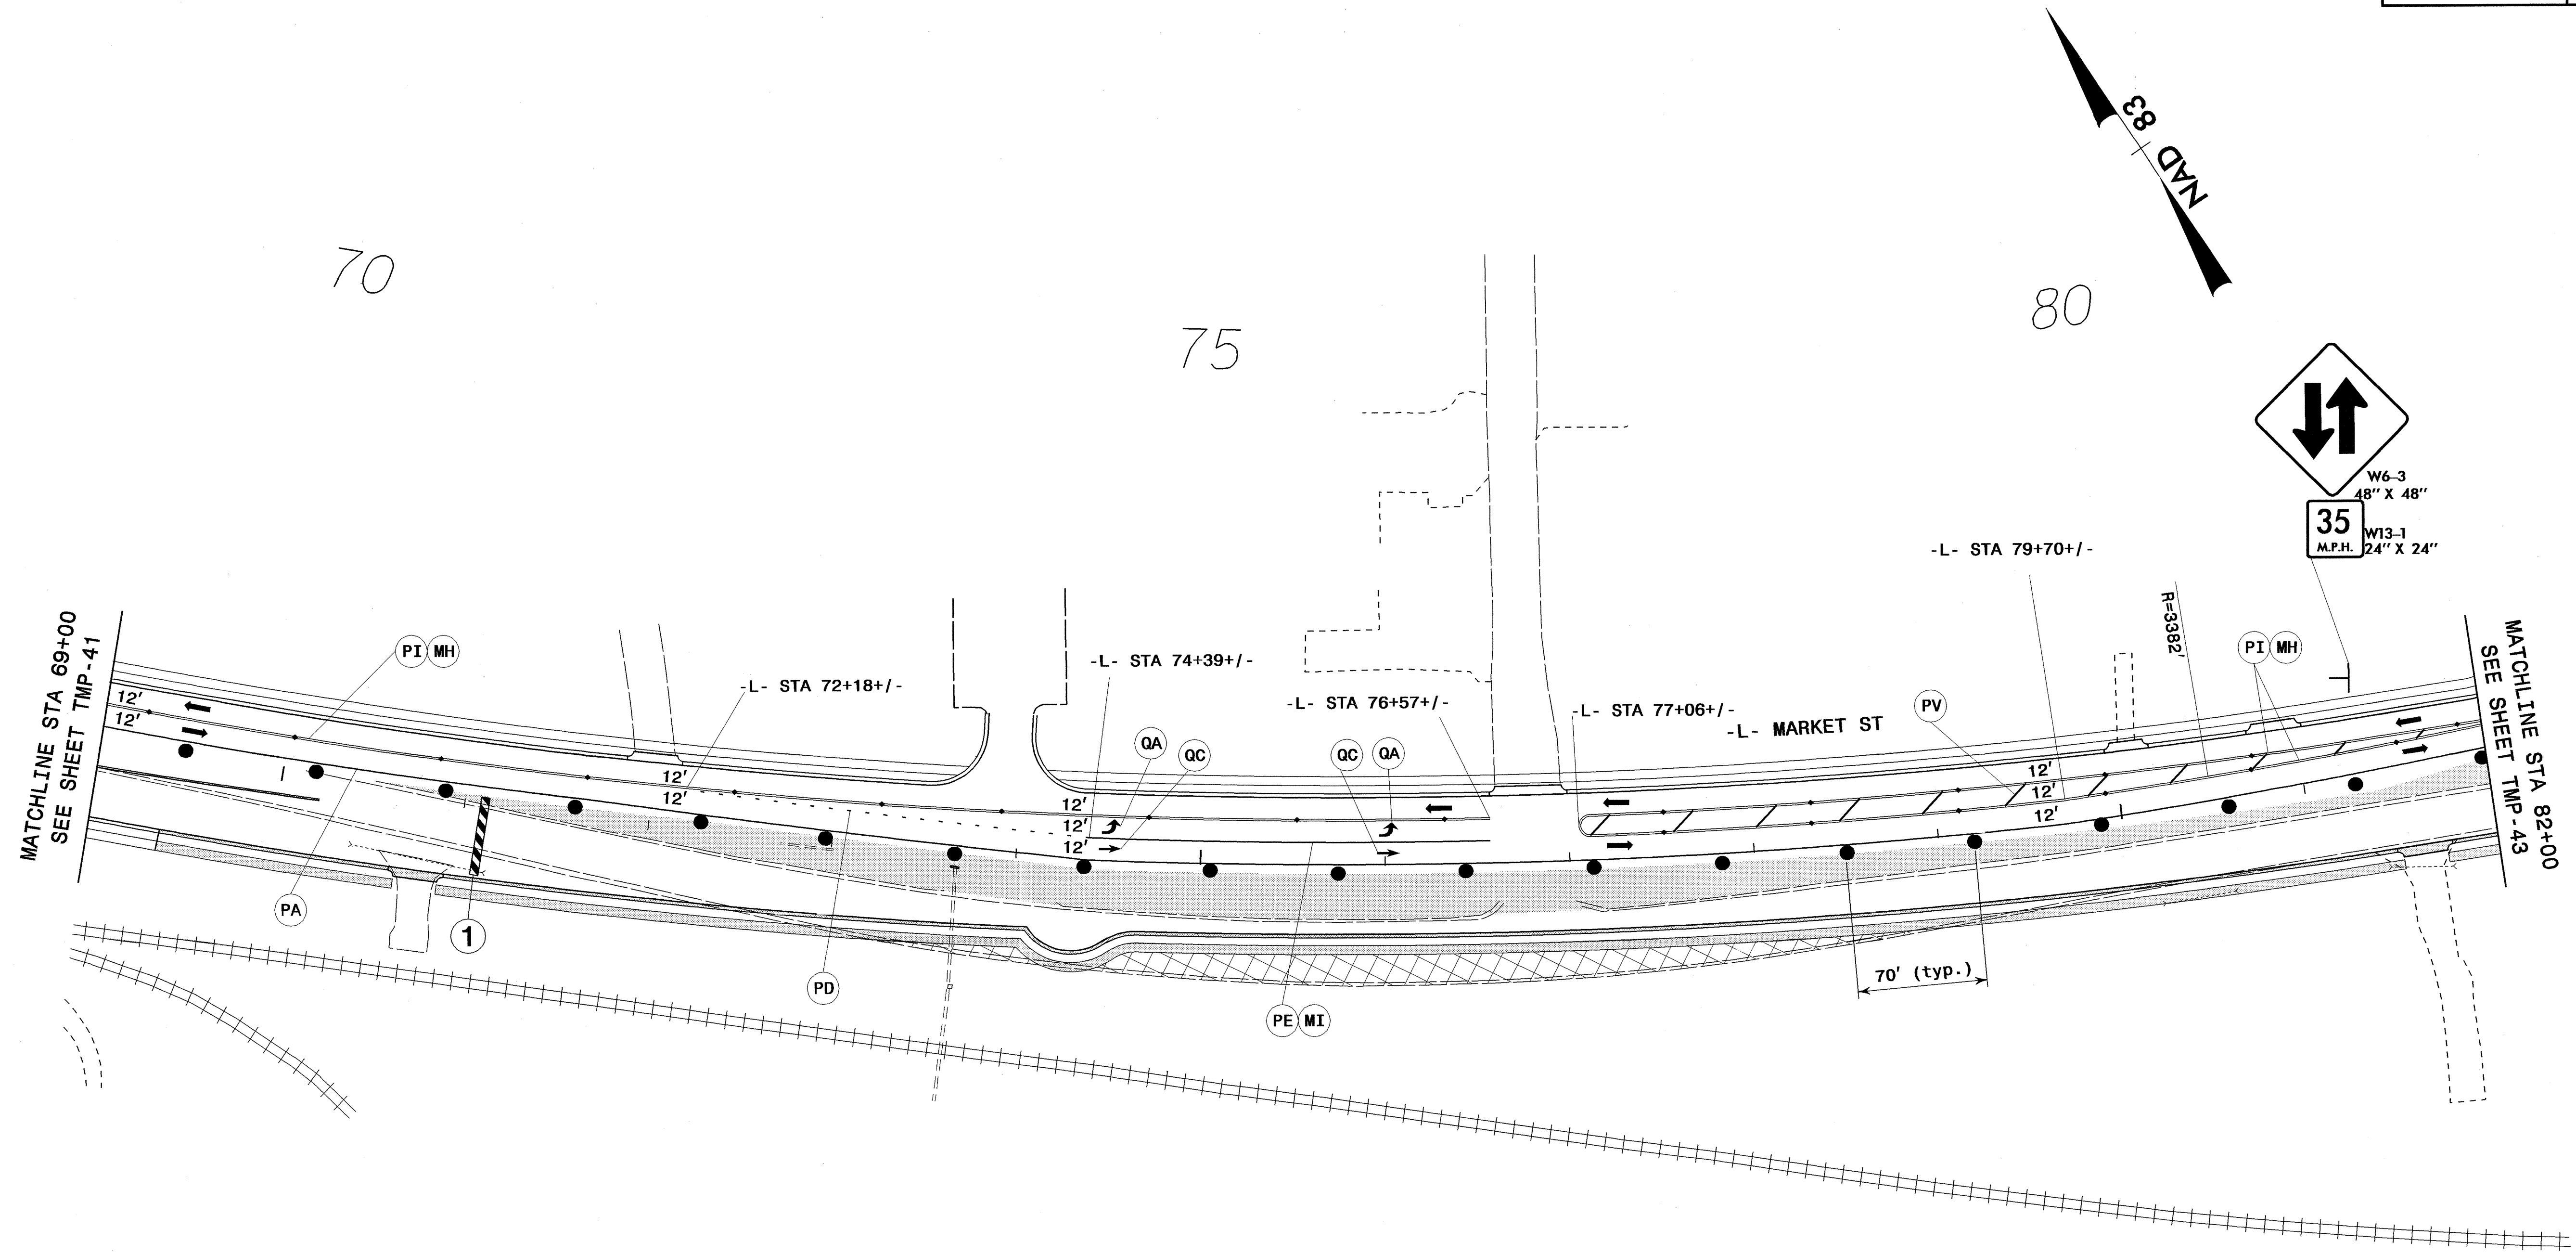 NAD 83
70
75
80
W6-3
48" X 48"
35
M.P.H.
W13-1
24" X 24"
-L- STA 79+70+/-
R=3382'
MATCHLINE STA 69+00
SEE SHEET TMP-41
MATCHLINE STA 82+00
SEE SHEET TMP-43
PI MH
-L- STA 72+18+/-
-L- STA 74+39+/-
-L- STA 76+57+/-
-L- STA 77+06+/-
-L- MARKET ST
PV
PI MH
QA
QC
QC
QA
12'
12'
12'
12'
12'
12'
12'
12'
12'
12'
PA
1
PD
PE MI
70' (typ.)